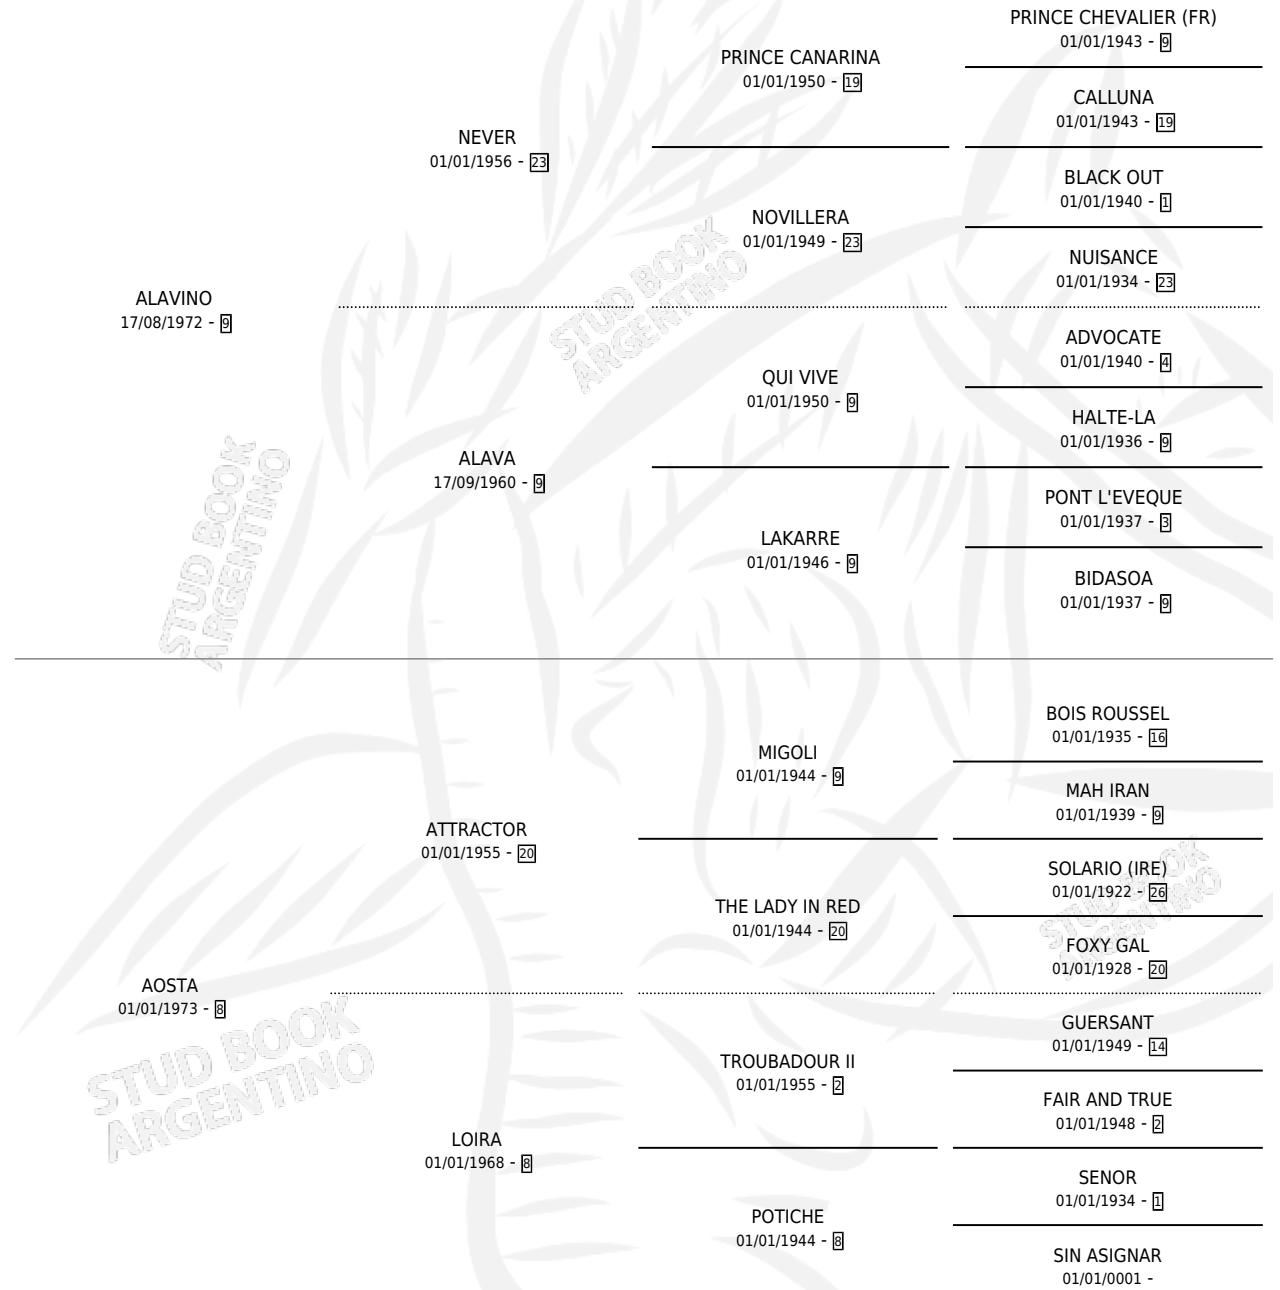 PRINCE CHEVALIER (FR)
01/01/1943 - 9
PRINCE CANARINA
01/01/1950 - 19
CALLUNA
01/01/1943 - 19
NEVER
01/01/1956 - 23
BLACK OUT
01/01/1940 - 1
NOVILLERA
01/01/1949 - 23
NUISANCE
01/01/1934 - 23
ALAVINO
17/08/1972 - 9
STUD BOOK
ARGENTINO
ADVOCATE
01/01/1940 - 4
QUI VIVE
01/01/1950 - 9
HALTE-LA
01/01/1936 - 9
ALAVA
17/09/1960 - 9
PONT L'EVEQUE
01/01/1937 - 3
LAKARRE
01/01/1946 - 9
BIDASOA
01/01/1937 - 9
STUD BOOK
ARGENTINO
BOIS ROUSSEL
01/01/1935 - 16
MIGOLI
01/01/1944 - 9
MAH IRAN
01/01/1939 - 9
ATTRACTOR
01/01/1955 - 20
SOLARIO (IRE)
01/01/1922 - 26
STUD BOOK
ARGENTINO
THE LADY IN RED
01/01/1944 - 20
FOXY GAL
01/01/1928 - 20
AOSTA
01/01/1973 - 8
GUERSANT
01/01/1949 - 14
STUD BOOK
ARGENTINO
TROUBADOUR II
01/01/1955 - 2
FAIR AND TRUE
01/01/1948 - 2
LOIRA
01/01/1968 - 8
SENOR
01/01/1934 - 1
POTICHE
01/01/1944 - 8
SIN ASIGNAR
01/01/0001 -